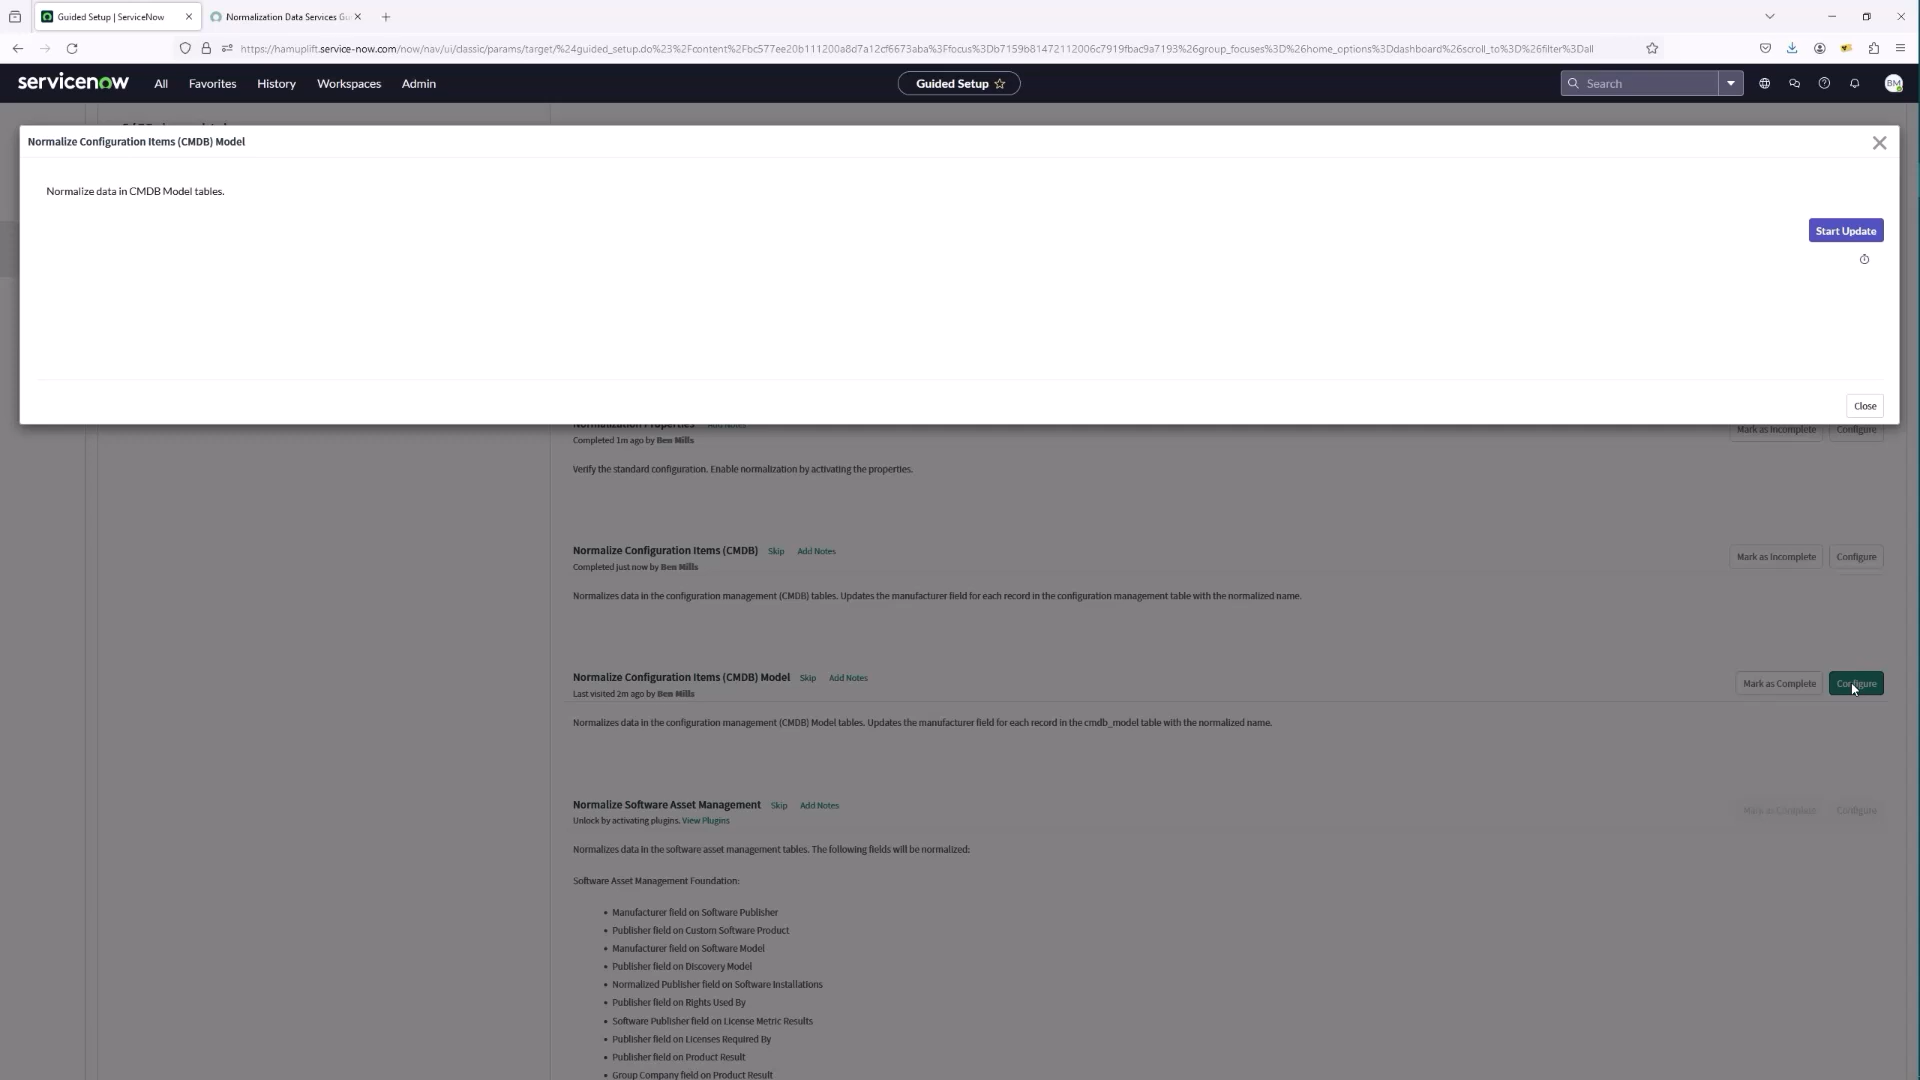 Guided Setup | ServiceNow
Normalization Data Services Gu
https://hamuplift.service-now.com/now/nav/ui/classic/params/target/%24guided_setup.do%23%2Fcontent%2Fbc577ee20b111200a8d7a12cf6673aba%3Ffocus%3Db7159b81472112006c7919fbac9a7193%26group_focuses%3D%26home_options%3Ddashboard%26scroll_to%3D%26filter%3Dall
servicenow All Favorites History Workspaces Admin
Guided Setup
Search
BM
Normalize Configuration Items (CMDB) Model
Normalize data in CMDB Model tables.
Start Update
Close
Normalization Properties Add Notes
Mark as Incomplete Configure
Completed 1m ago by Ben Mills
Verify the standard configuration. Enable normalization by activating the properties.
Normalize Configuration Items (CMDB) Skip Add Notes
Mark as Incomplete Configure
Completed just now by Ben Mills
Normalizes data in the configuration management (CMDB) tables. Updates the manufacturer field for each record in the configuration management table with the normalized name.
Normalize Configuration Items (CMDB) Model Skip Add Notes
Mark as Complete Configure
Last visited 2m ago by Ben Mills
Normalizes data in the configuration management (CMDB) Model tables. Updates the manufacturer field for each record in the cmdb_model table with the normalized name.
Normalize Software Asset Management Skip Add Notes
Mark as Complete Configure
Unlock by activating plugins. View Plugins
Normalizes data in the software asset management tables. The following fields will be normalized:
Software Asset Management Foundation:
• Manufacturer field on Software Publisher
• Publisher field on Custom Software Product
• Manufacturer field on Software Model
• Publisher field on Discovery Model
• Normalized Publisher field on Software Installations
• Publisher field on Rights Used By
• Software Publisher field on License Metric Results
• Publisher field on Licenses Required By
• Publisher field on Product Result
• Group Company field on Product Result